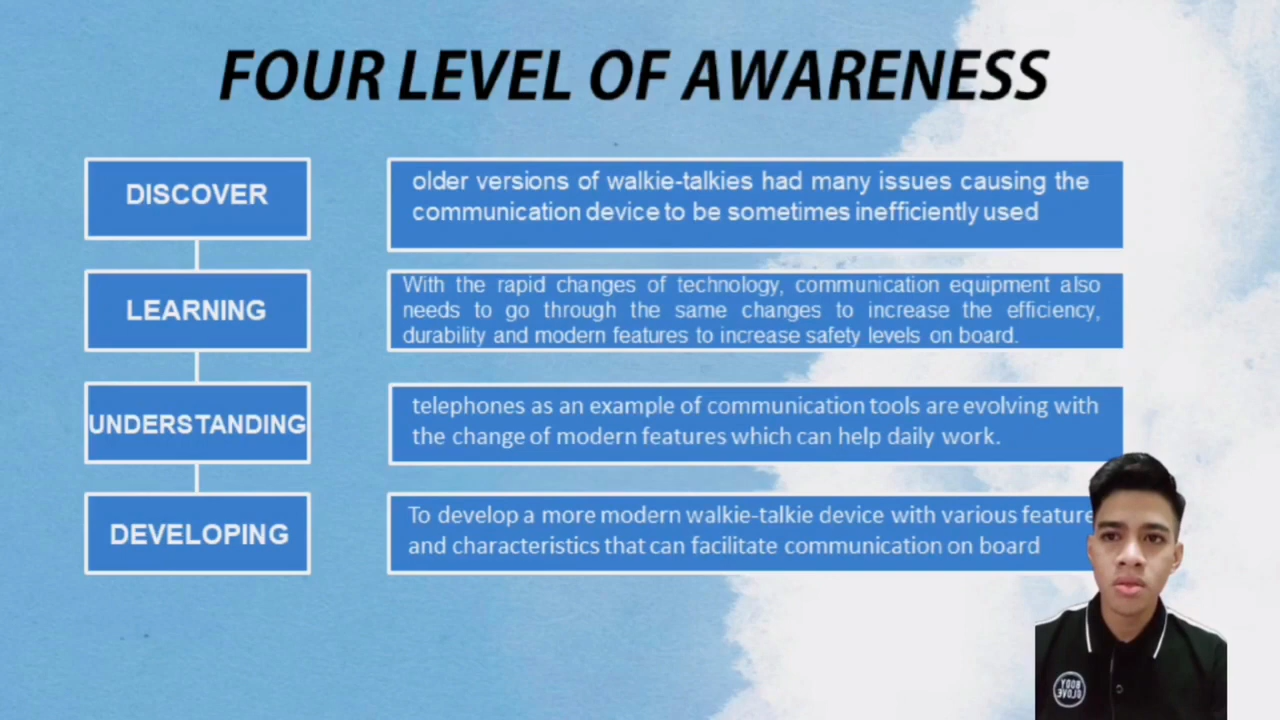 FOUR LEVEL OF AWARENESS
DISCOVER
older versions of walkie-talkies had many issues causing the
communication device to be sometimes inefficiently used
LEARNING
With the rapid changes of technology, communication equipment also
needs to go through the same changes to increase the efficiency,
durability and modern features to increase safety levels on board.
UNDERSTANDING
telephones as an example of communication tools are evolving with
the change of modern features which can help daily work.
DEVELOPING
To develop a more modern walkie-talkie device with various feature
and characteristics that can facilitate communication on board
BODY
GLOVE